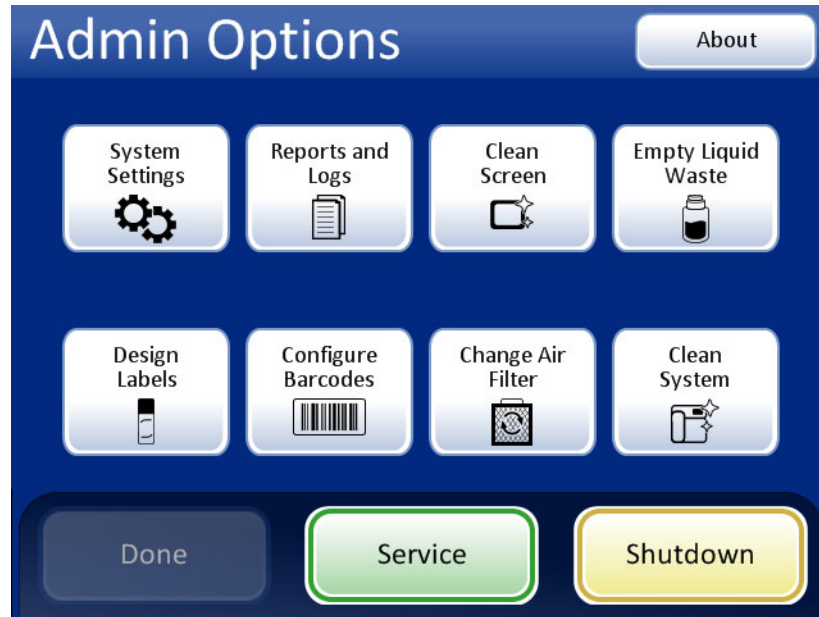 Admin Options
About
System
Settings
Reports and
Logs
Clean
Screen
Empty Liquid
Waste
Design
Labels
Configure
Barcodes
Change Air
Filter
Clean
System
Done
Service
Shutdown